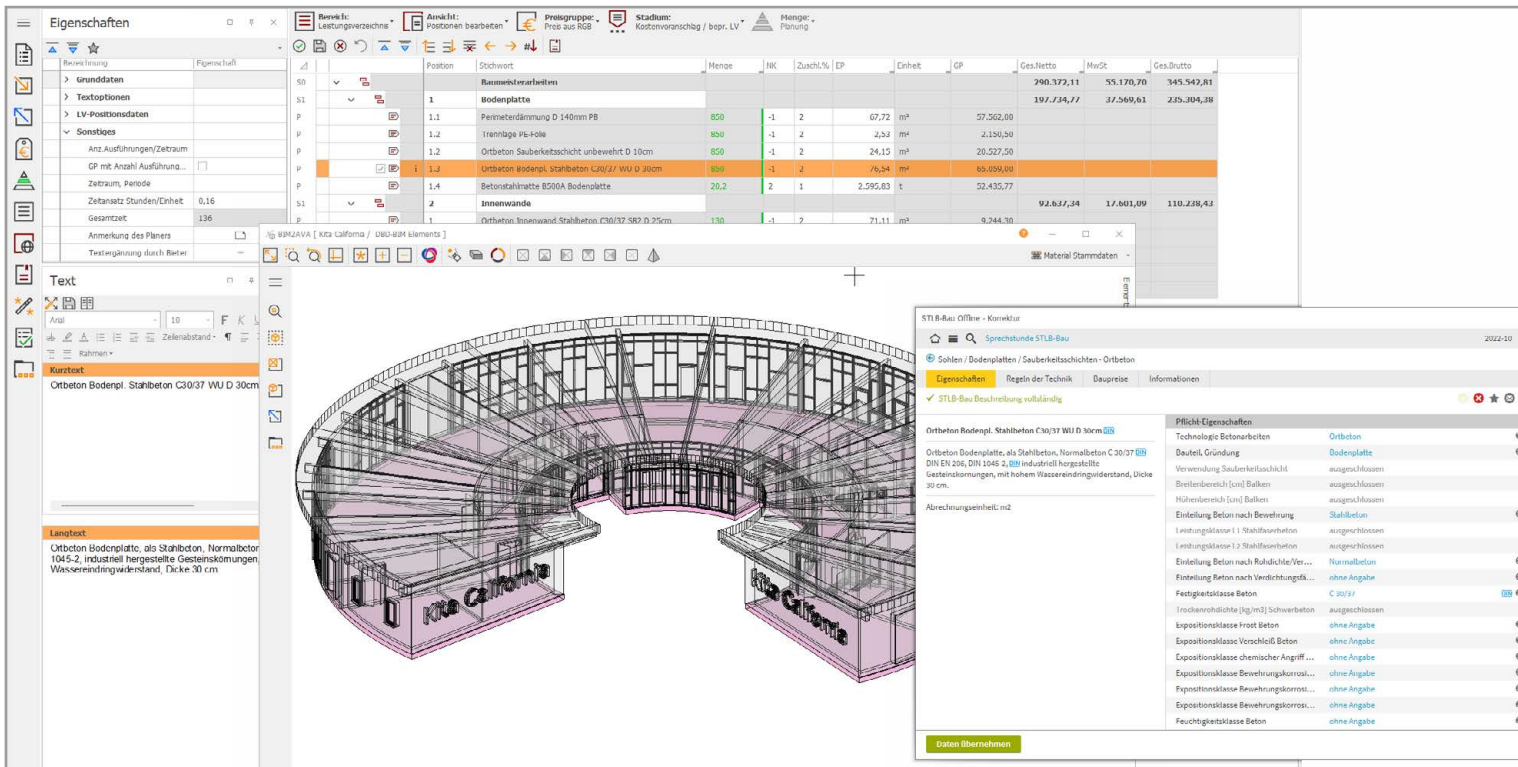 Eigenschaften
Bezeichnung Eigenschaft
Grunddaten
Textoptionen
LV-Positionsdaten
Sonstiges
Anz.Ausführungen/Zeitraum
GP mit Anzahl Ausführung...
Zeitraum, Periode
Zeitansatz Stunden/Einheit 0,16
Gesamtzeit 136
Anmerkung des Planers
Textergänzung durch Bieter
Bereich: Leistungsverzeichnis
Ansicht: Positionen bearbeiten
Preisgruppe: Preis aus RGB
Stadium: Kostenvoranschlag / bepr. LV
Menge: Planung
Position Stichwort Menge NK Zuschl.% EP Einheit GP Ges.Netto MwSt Ges.Brutto
S0 Baumeisterarbeiten 290.372,11 55.170,70 345.542,81
S1 1 Bodenplatte 197.734,77 37.569,61 235.304,38
P 1.1 Perimeterdämmung D 140mm PB 850 -1 2 67,72 m² 57.562,00
P 1.2 Trennlage PE-Folie 850 -1 2 2,53 m² 2.150,50
P 1.2 Ortbeton Sauberkeitsschicht unbewehrt D 10cm 850 -1 2 24,15 m² 20.527,50
P 1.3 Ortbeton Bodenpl. Stahlbeton C30/37 WU D 30cm 850 -1 2 76,54 m² 65.059,00
P 1.4 Betonstahlmatte B500A Bodenplatte 20,2 2 1 2.595,83 t 52.435,77
S1 2 Innenwände 92.637,34 17.601,09 110.238,43
P 1 Ortbeton Innenwand Stahlbeton C30/37 SB2 D 25cm 130 -1 2 71,11 m² 9.244,30
BIM2AVA [ Kita California / DBD-BIM Elements ]
Material Stammdaten
Text
Arial 10 F K U
Zeilenabstand
Rahmen
Kurztext
Ortbeton Bodenpl. Stahlbeton C30/37 WU D 30cm
Langtext
Ortbeton Bodenplatte, als Stahlbeton, Normalbeton
1045-2, industriell hergestellte Gesteinskörnungen,
Wassereindringwiderstand, Dicke 30 cm
Kita California
Kita California
STLB-Bau Offline - Korrektur
Sprechstunde STLB-Bau 2022-10
Sohlen / Bodenplatten / Sauberkeitsschichten - Ortbeton
Eigenschaften Regeln der Technik Baupreise Informationen
STLB-Bau Beschreibung vollständig
Ortbeton Bodenpl. Stahlbeton C30/37 WU D 30cm DIN
Ortbeton Bodenplatte, als Stahlbeton, Normalbeton C 30/37 DIN
DIN EN 206, DIN 1045-2, DIN industriell hergestellte
Gesteinskörnungen, mit hohem Wassereindringwiderstand, Dicke
30 cm.
Abrechnungseinheit: m2
Pflicht-Eigenschaften
Technologie Betonarbeiten Ortbeton
Bauteil, Gründung Bodenplatte
Verwendung Sauberkeitsschicht ausgeschlossen
Breitenbereich [cm] Balken ausgeschlossen
Höhenbereich [cm] Balken ausgeschlossen
Einteilung Beton nach Bewehrung Stahlbeton
Leistungsklasse L1 Stahlfaserbeton ausgeschlossen
Leistungsklasse L2 Stahlfaserbeton ausgeschlossen
Einteilung Beton nach Rohdichte/Ver... Normalbeton
Einteilung Beton nach Verdichtungsfä... ohne Angabe
Festigkeitsklasse Beton C 30/37 DIN
Trockenrohdichte [kg/m3] Schwerbeton ausgeschlossen
Expositionsklasse Frost Beton ohne Angabe
Expositionsklasse Verschleiß Beton ohne Angabe
Expositionsklasse chemischer Angriff ... ohne Angabe
Expositionsklasse Bewehrungskorrosi... ohne Angabe
Expositionsklasse Bewehrungskorrosi... ohne Angabe
Expositionsklasse Bewehrungskorrosi... ohne Angabe
Feuchtigkeitsklasse Beton ohne Angabe
Daten übernehmen